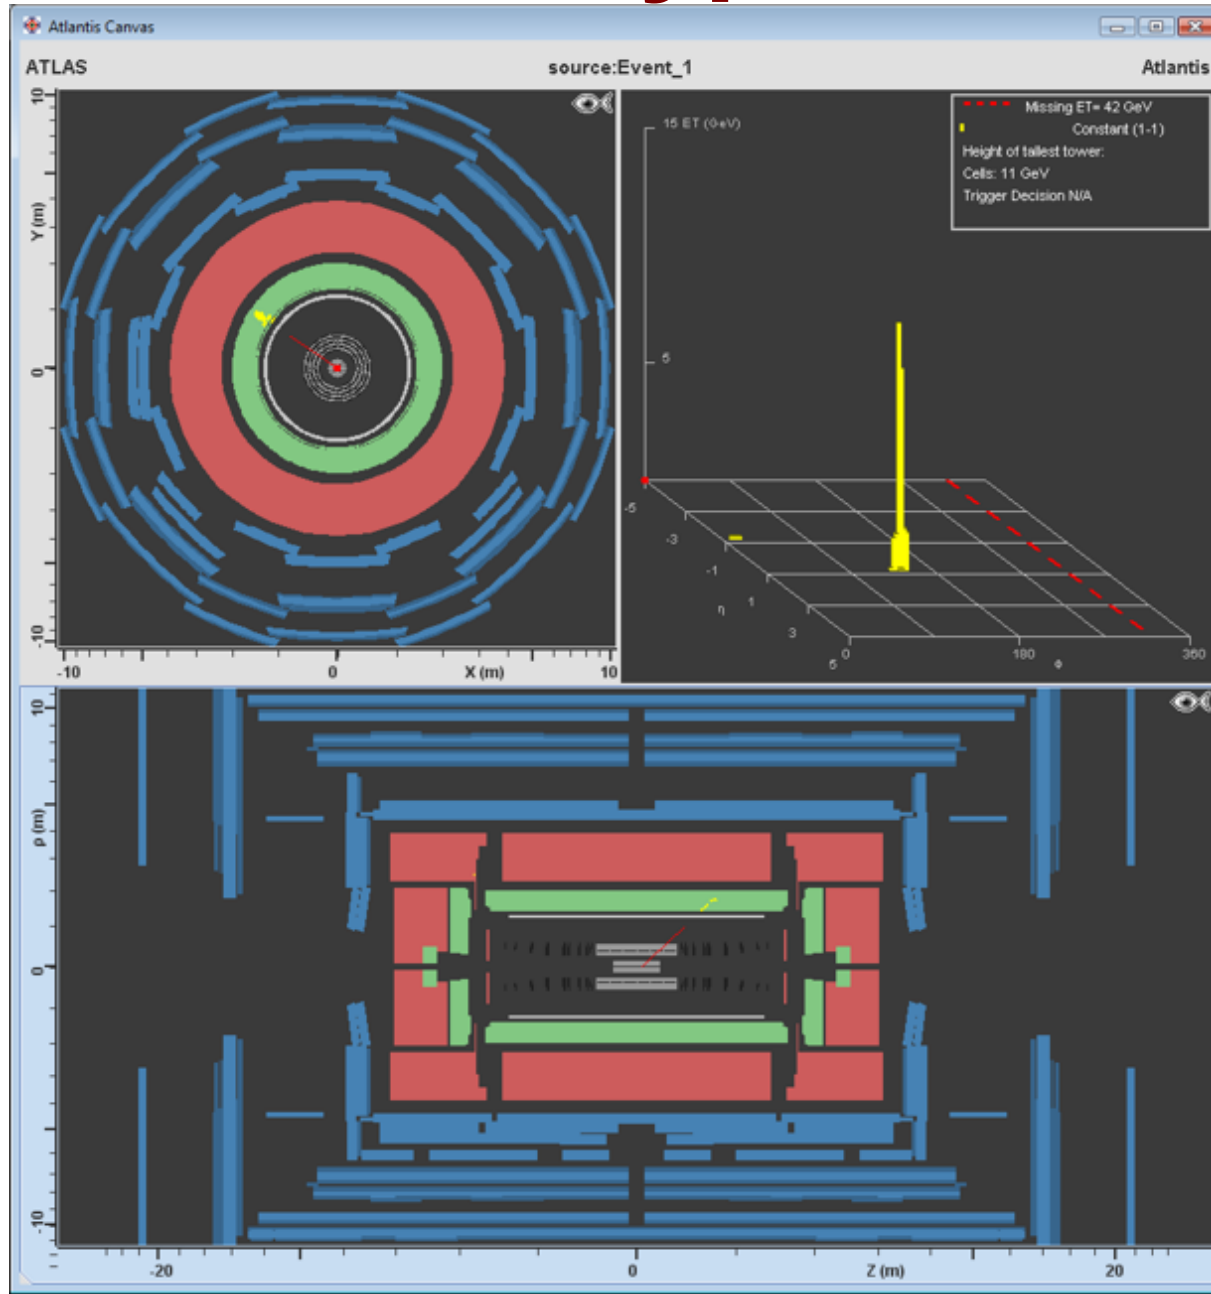 Atlantis Canvas
ATLAS source:Event_1 Atlantis
10
Y (m)
0
-10
-10 0 X (m) 10
15 ET (GeV)
5
Missing ET= 42 GeV
Constant (1-1)
Height of tallest tower:
Cells: 11 GeV
Trigger Decision N/A
-5
-3
-1
η 1
3
5 0 180 Φ 360
10
ρ (m)
0
-10
-20 0 Z (m) 20